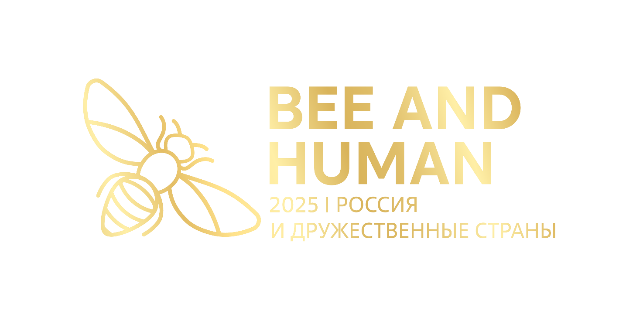 BEE AND
HUMAN
2025 | РОССИЯ
И ДРУЖЕСТВЕННЫЕ СТРАНЫ